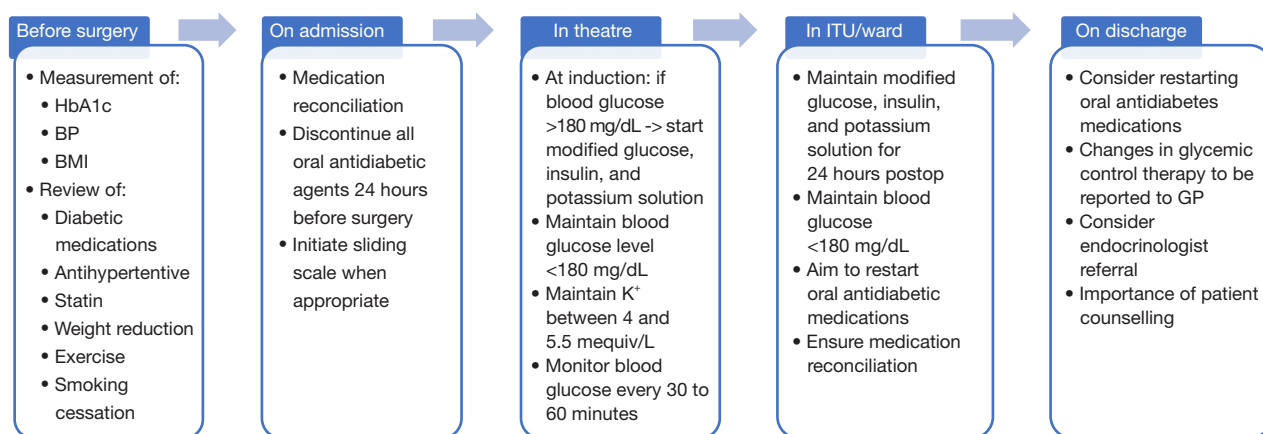 Before surgery
• Measurement of:
• HbA1c
• BP
• BMI
• Review of:
• Diabetic
medications
• Antihypertentive
• Statin
• Weight reduction
• Exercise
• Smoking
cessation
On admission
• Medication
reconciliation
• Discontinue all
oral antidiabetic
agents 24 hours
before surgery
• Initiate sliding
scale when
appropriate
In theatre
• At induction: if
blood glucose
>180 mg/dL -> start
modified glucose,
insulin, and
potassium solution
• Maintain blood
glucose level
<180 mg/dL
• Maintain K⁺
between 4 and
5.5 mequiv/L
• Monitor blood
glucose every 30 to
60 minutes
In ITU/ward
• Maintain modified
glucose, insulin,
and potassium
solution for
24 hours postop
• Maintain blood
glucose
<180 mg/dL
• Aim to restart
oral antidiabetic
medications
• Ensure medication
reconciliation
On discharge
• Consider restarting
oral antidiabetes
medications
• Changes in glycemic
control therapy to be
reported to GP
• Consider
endocrinologist
referral
• Importance of patient
counselling